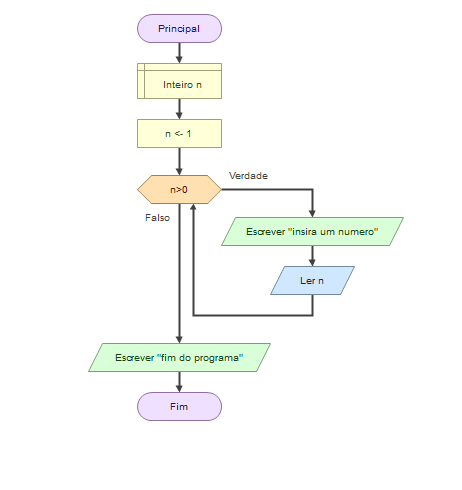 Principal
Inteiro n
n <- 1
n>0
Verdade
Falso
Escrever "insira um numero"
Ler n
Escrever "fim do programa"
Fim